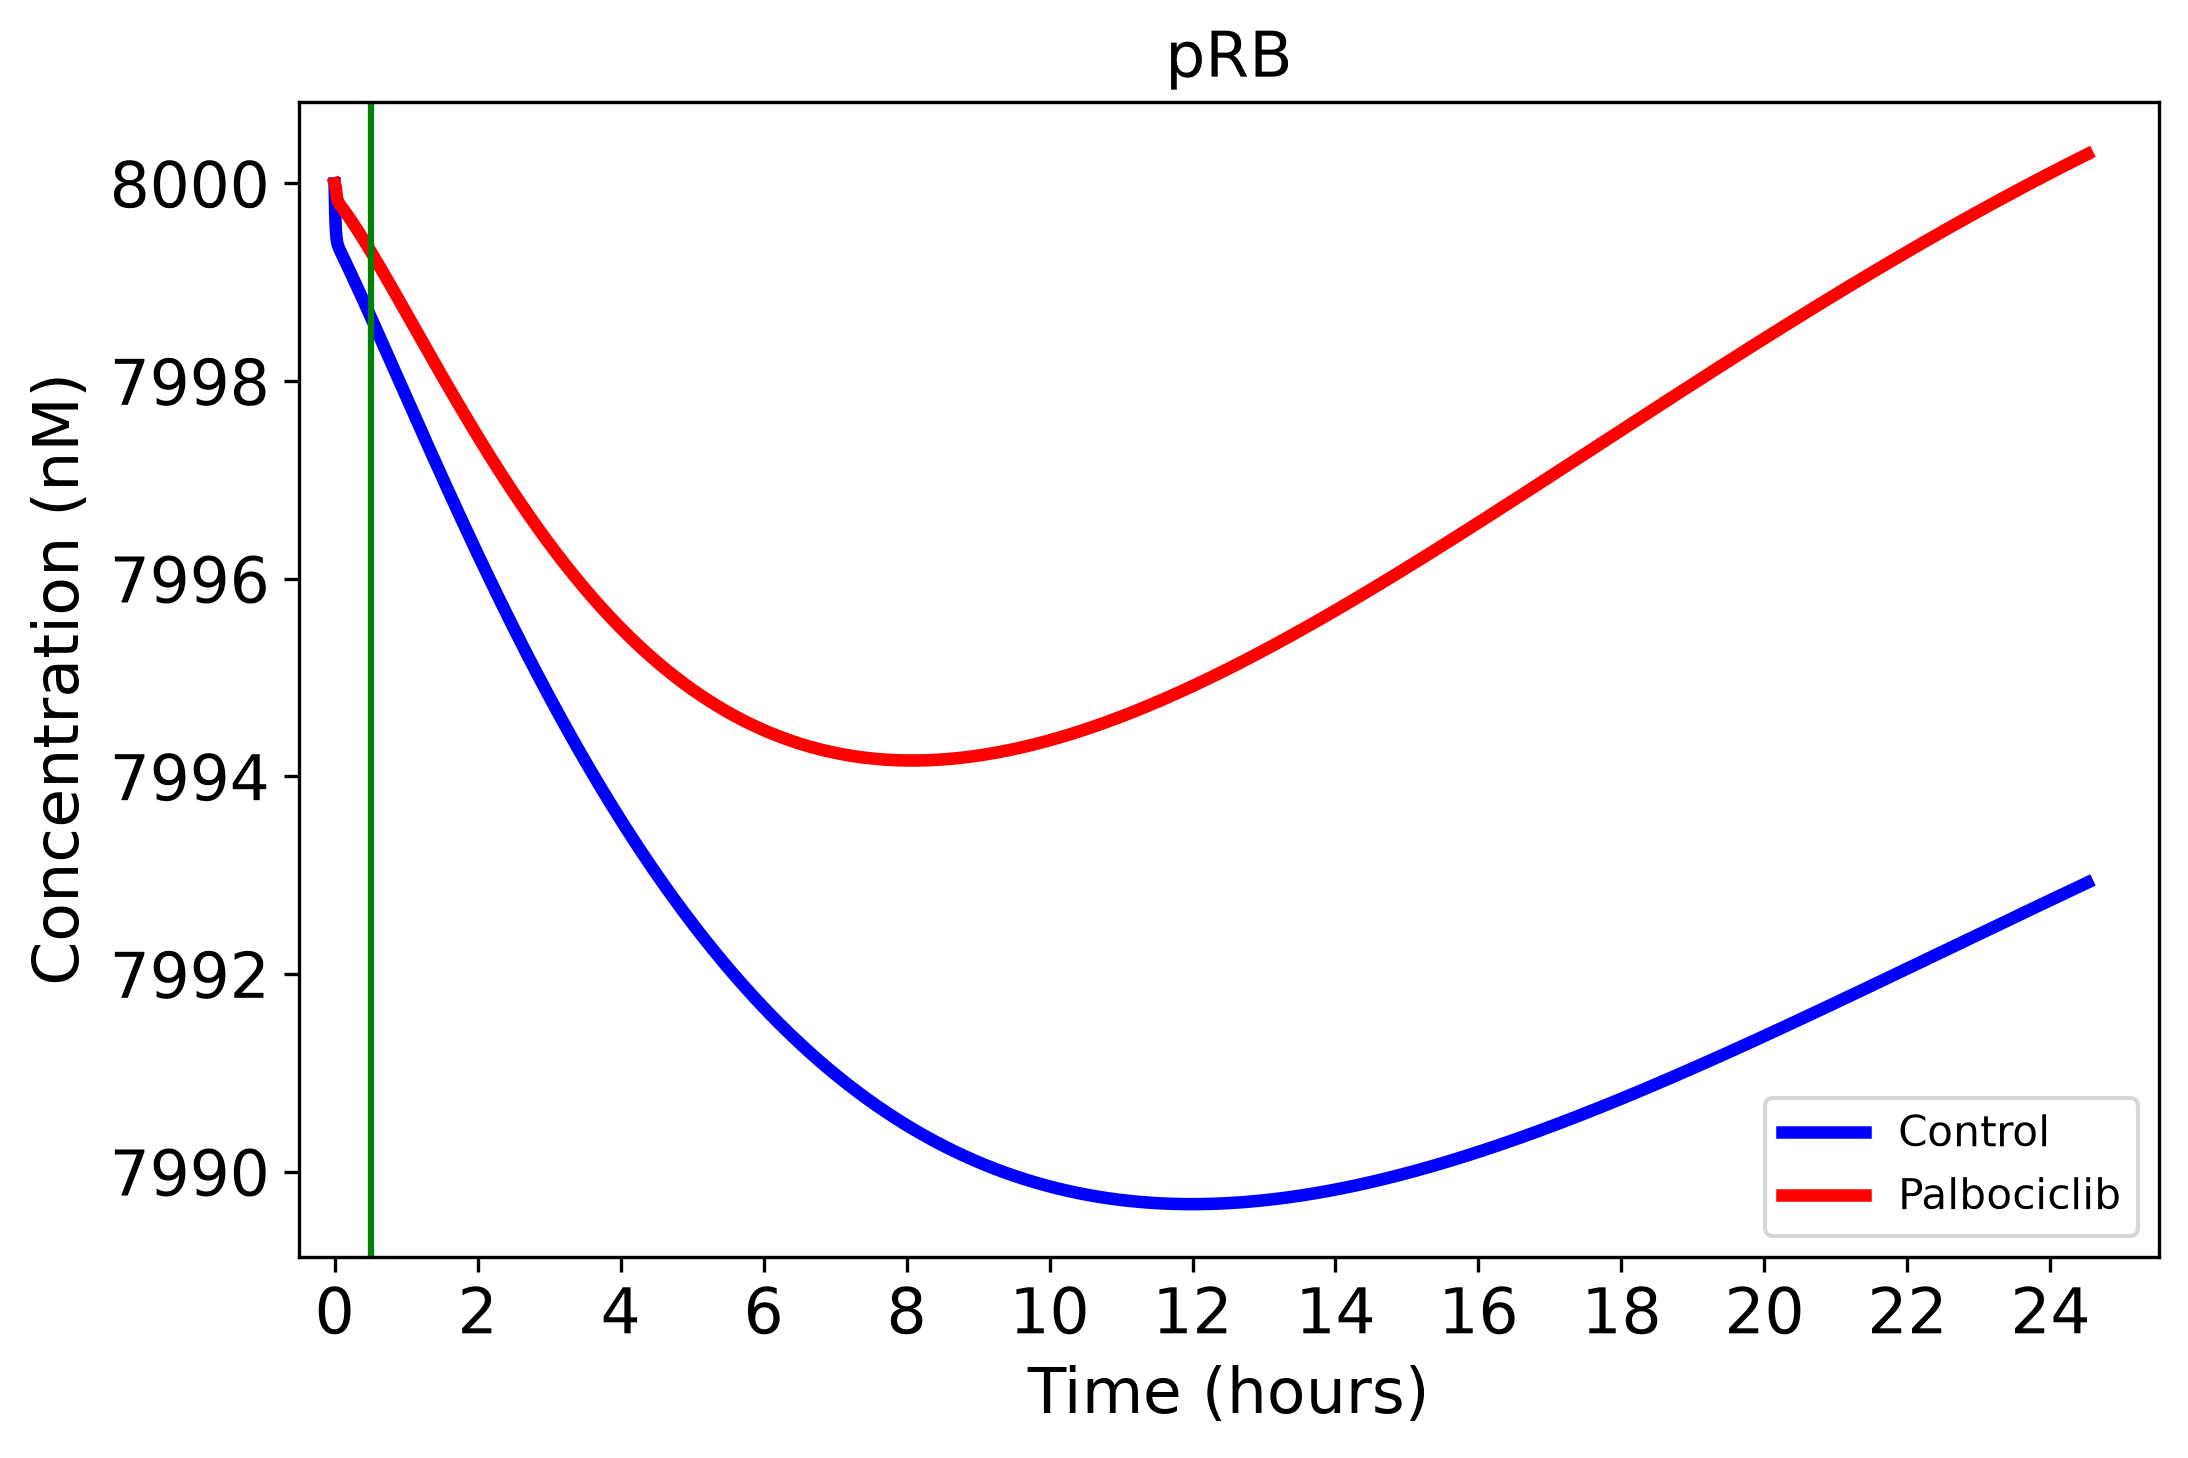 pRB
Concentration (nM)
8000
7998
7996
7994
7992
7990
0 2 4 6 8 10 12 14 16 18 20 22 24
Time (hours)
Control
Palbociclib